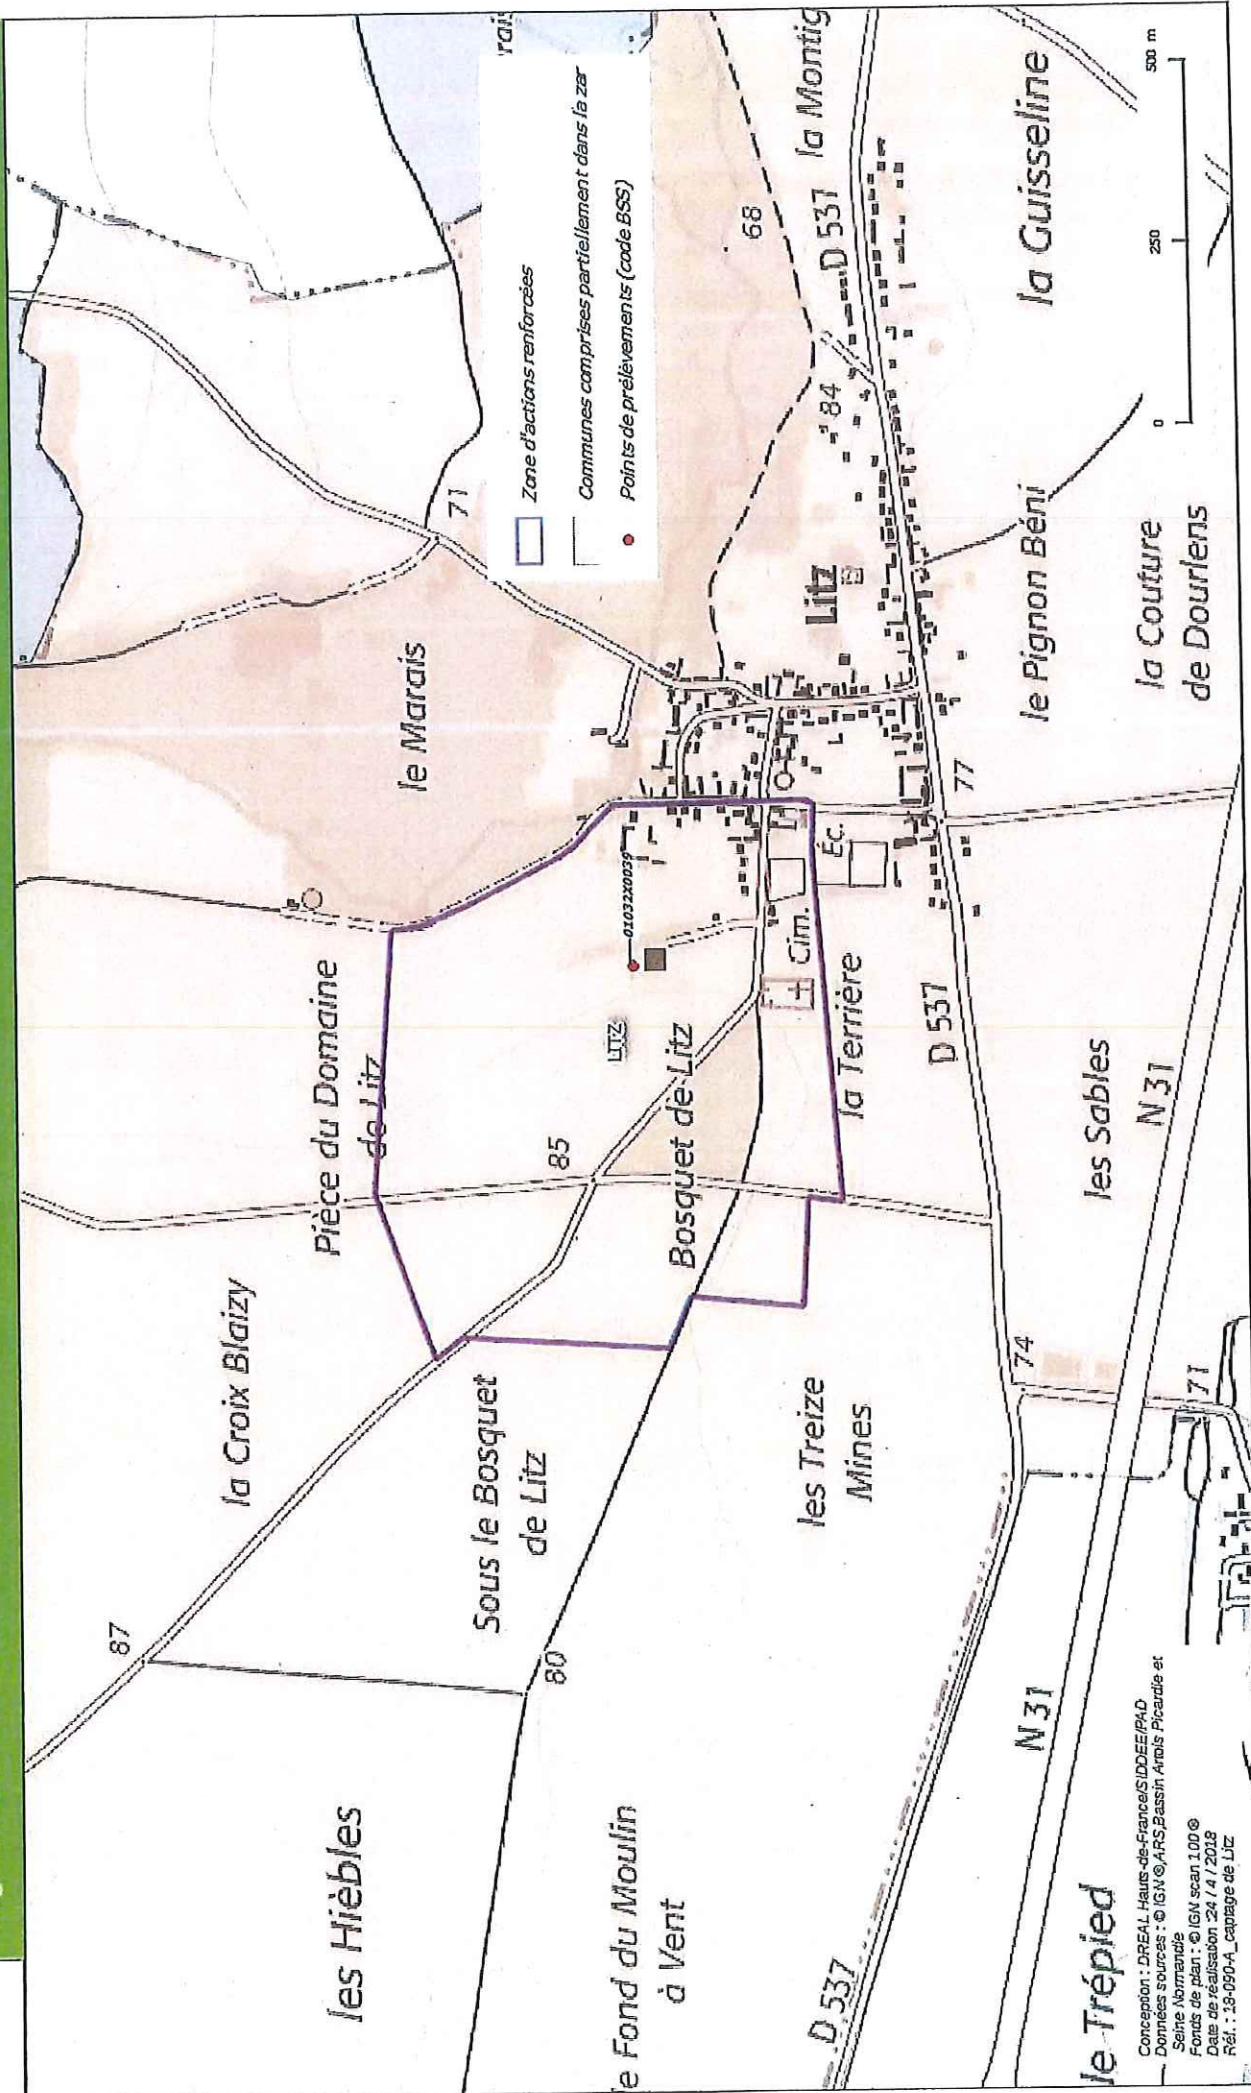 Zone d'actions renforcées
Communes comprises partiellement dans la zar
Points de prélèvements (code BSS)
les Hièbles
87
la Croix Blaizy
Pièce du Domaine
de Litz
le Marais
71
Sous le Bosquet
de Litz
80
85
LITZ
01032X0039
Bosquet de Litz
68
Fond du Moulin
à Vent
les Treize
Mines
la Terrière
Cim.
Éc.
Litz
84
D 537
la Montig
D 537
D 537
77
74
le Pignon Béni
la Guisseline
les Sables
N 31
N 31
71
la Couture
de Dourlens
le Trépied
0
250
500 m
Conception : DREAL Hauts-de-France/SIDDEE/PAD
Données sources : © IGN ©,ARS,Bassin Artois Picardie et
Seine Normandie
Fonds de plan : © IGN scan 100 ©
Date de réalisation :24 / 4 / 2018
Réf. : 18-090-A_captage de Litz